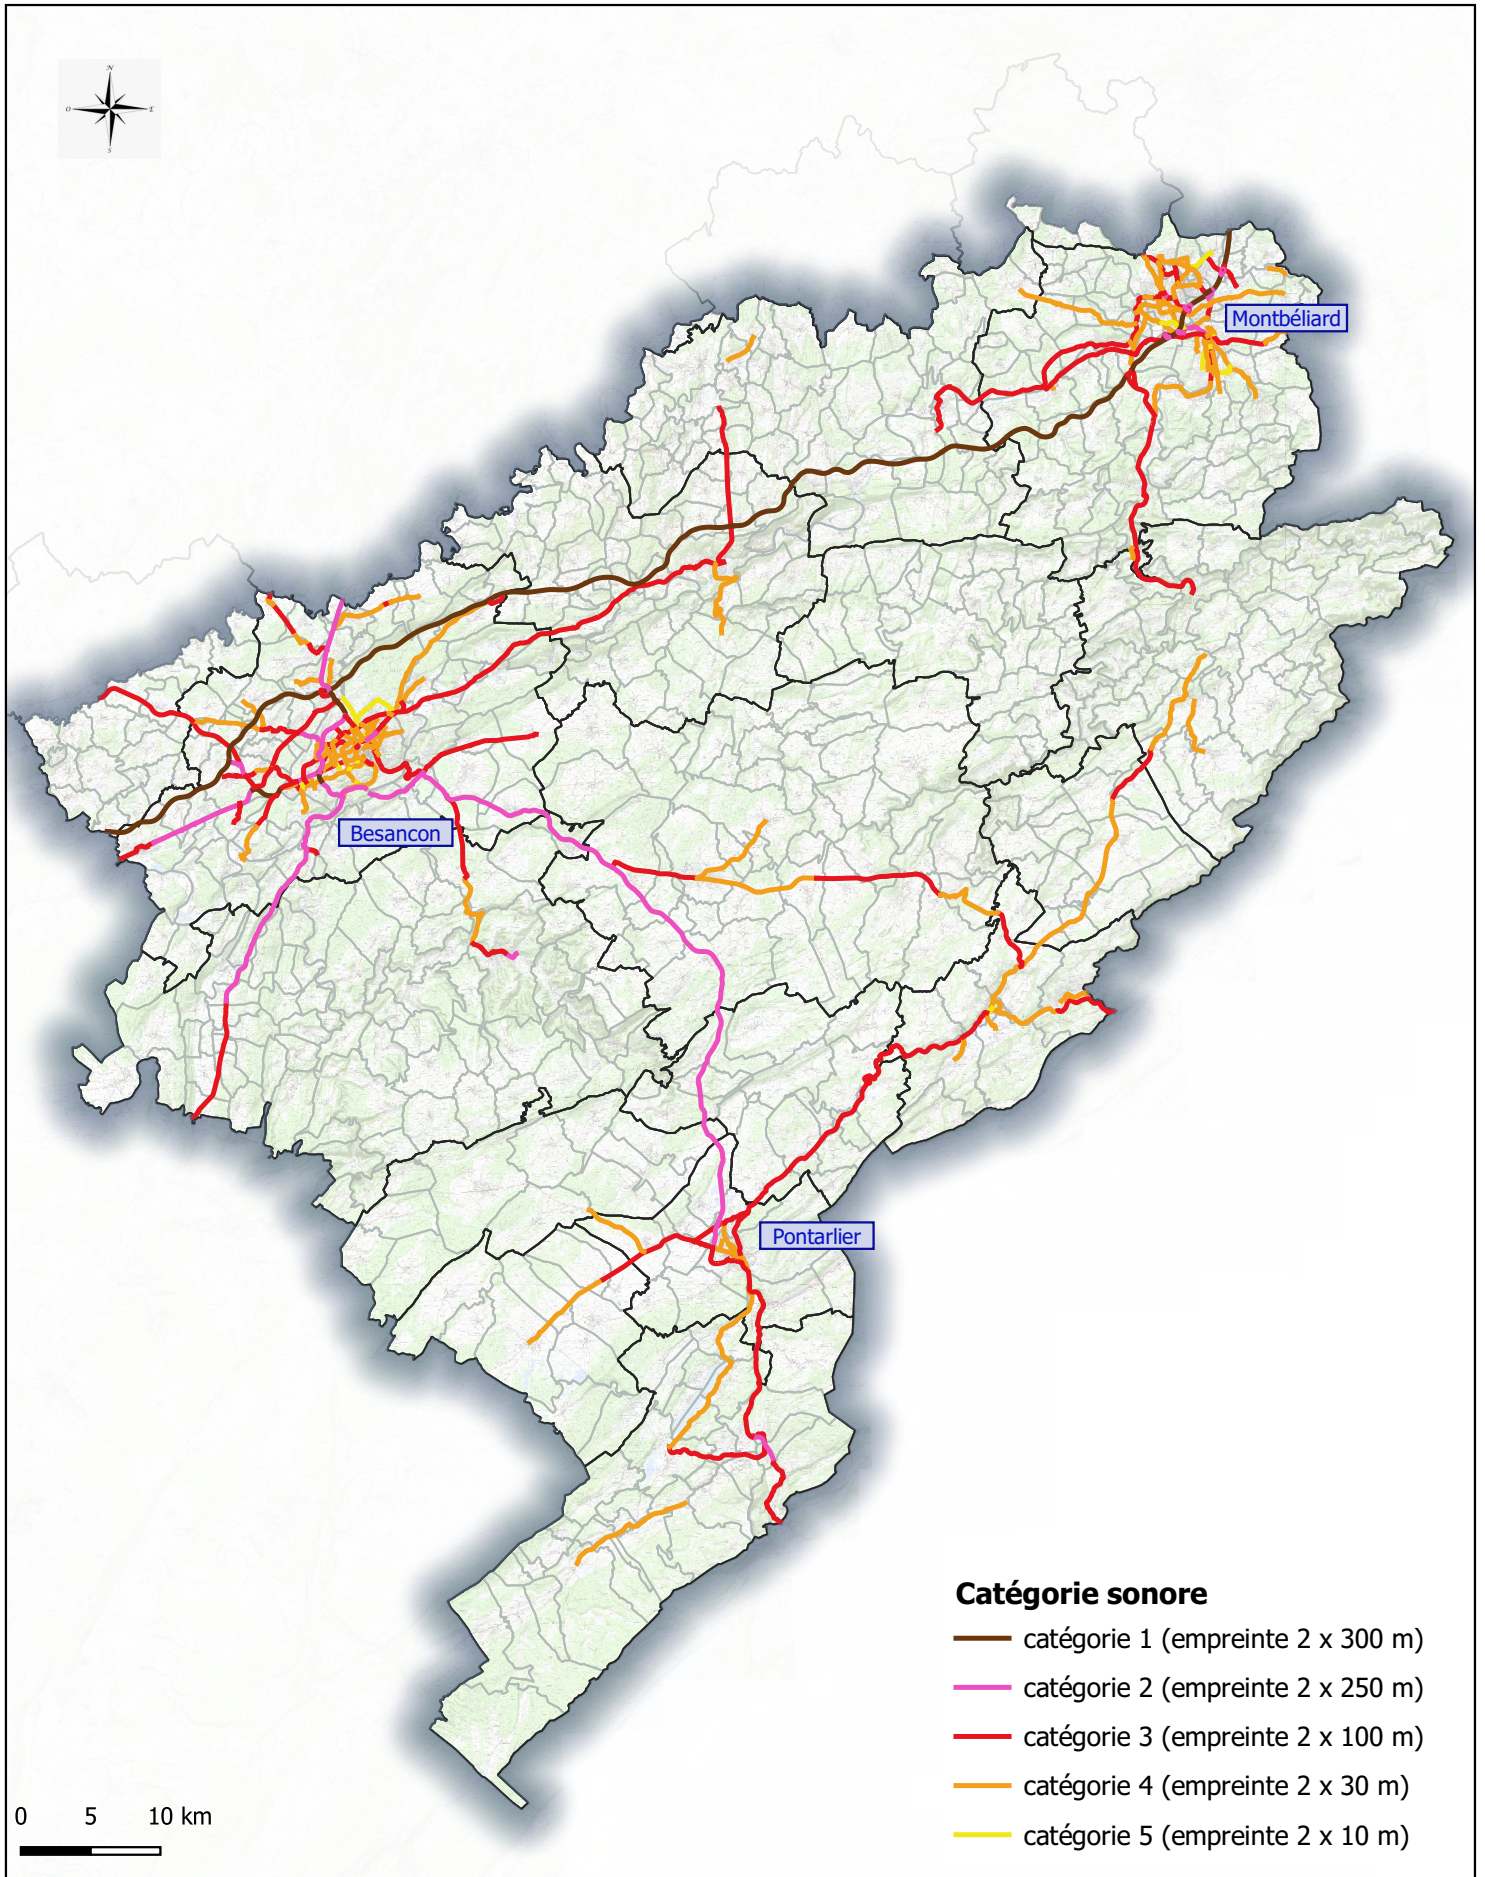 N
O
E
S
Montbéliard
Besancon
Pontarlier
Catégorie sonore
catégorie 1 (empreinte 2 x 300 m)
catégorie 2 (empreinte 2 x 250 m)
catégorie 3 (empreinte 2 x 100 m)
catégorie 4 (empreinte 2 x 30 m)
catégorie 5 (empreinte 2 x 10 m)
0 5 10 km